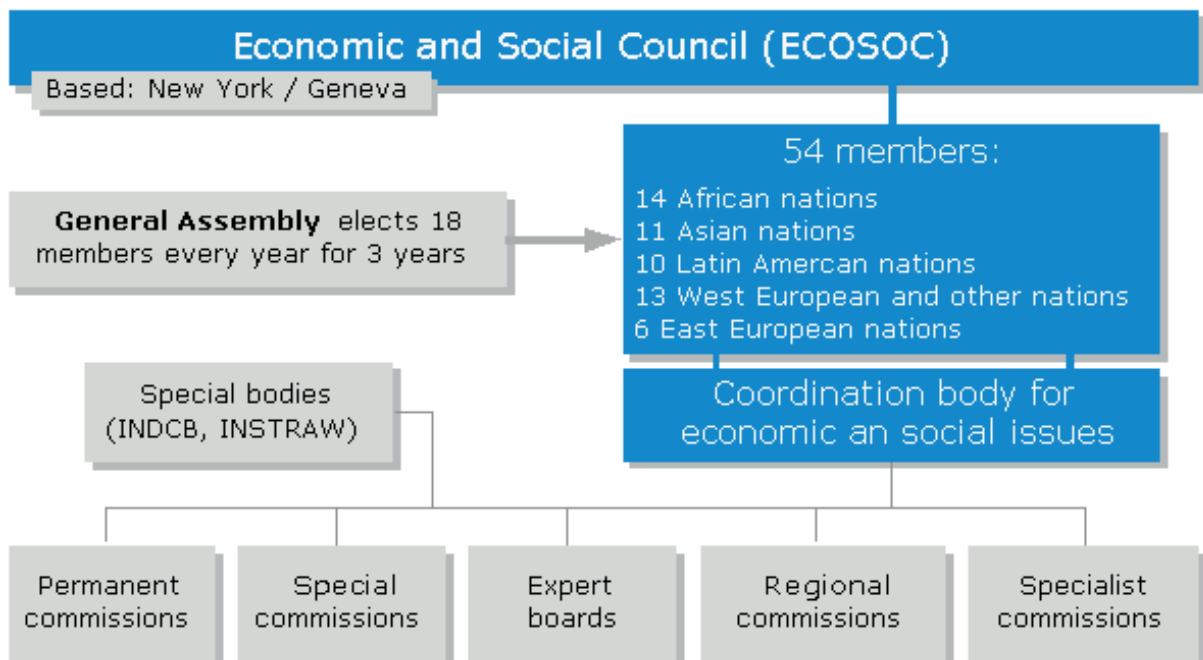 Economic and Social Council (ECOSOC)
Based: New York / Geneva
54 members:
14 African nations
11 Asian nations
10 Latin Amercan nations
13 West European and other nations
6 East European nations
General Assembly elects 18
members every year for 3 years
Coordination body for
economic an social issues
Special bodies
(INDCB, INSTRAW)
Permanent
commissions
Special
commissions
Expert
boards
Regional
commissions
Specialist
commissions